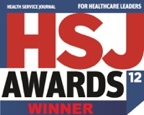 HEALTH SERVICE JOURNAL FOR HEALTHCARE LEADERS
HSJ
AWARDS 12
WINNER